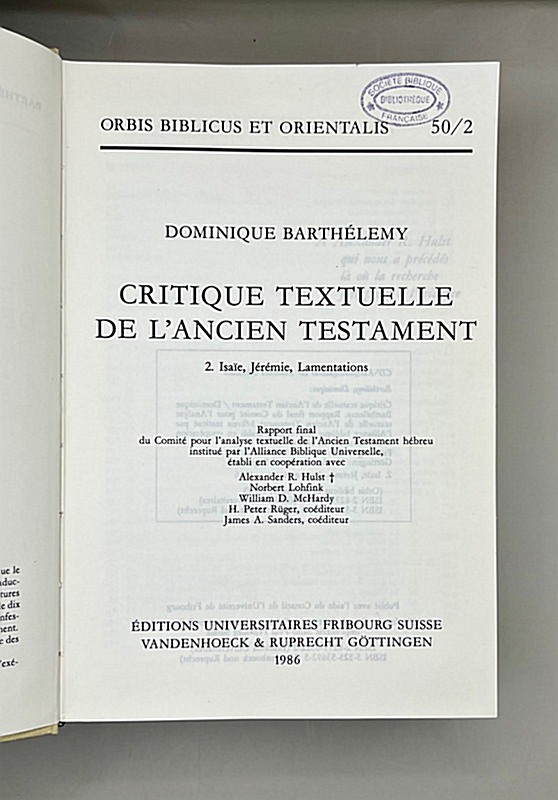 SOCIÉTÉ BIBLIQUE
BIBLIOTHÈQUE
FRANÇAISE
ORBIS BIBLICUS ET ORIENTALIS 50/2
DOMINIQUE BARTHÉLEMY
CRITIQUE TEXTUELLE
DE L'ANCIEN TESTAMENT
2. Isaïe, Jérémie, Lamentations
Rapport final
du Comité pour l'analyse textuelle de l'Ancien Testament hébreu
institué par l'Alliance Biblique Universelle,
établi en coopération avec
Alexander R. Hulst †
Norbert Lohfink
William D. McHardy
H. Peter Rüger, coéditeur
James A. Sanders, coéditeur
ÉDITIONS UNIVERSITAIRES FRIBOURG SUISSE
VANDENHOECK & RUPRECHT GÖTTINGEN
1986